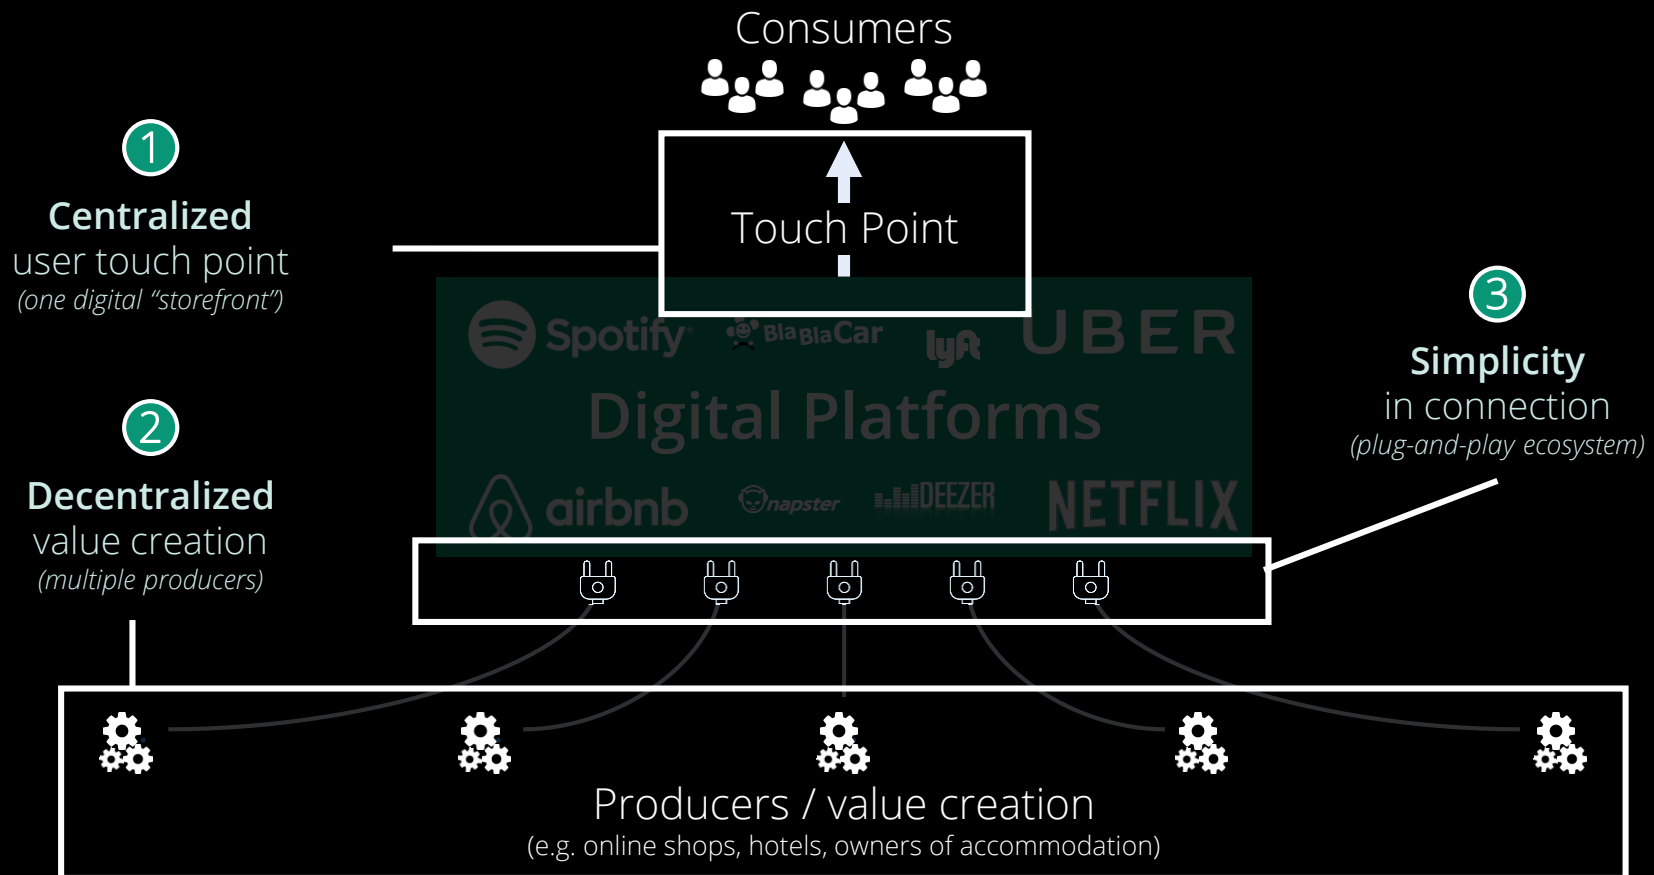 Consumers
1
Centralized
user touch point
(one digital “storefront”)
Touch Point
Spotify®
BlaBlaCar
lyft
UBER
Digital Platforms
airbnb
napster
DEEZER
NETFLIX
2
Decentralized
value creation
(multiple producers)
3
Simplicity
in connection
(plug-and-play ecosystem)
Producers / value creation
(e.g. online shops, hotels, owners of accommodation)